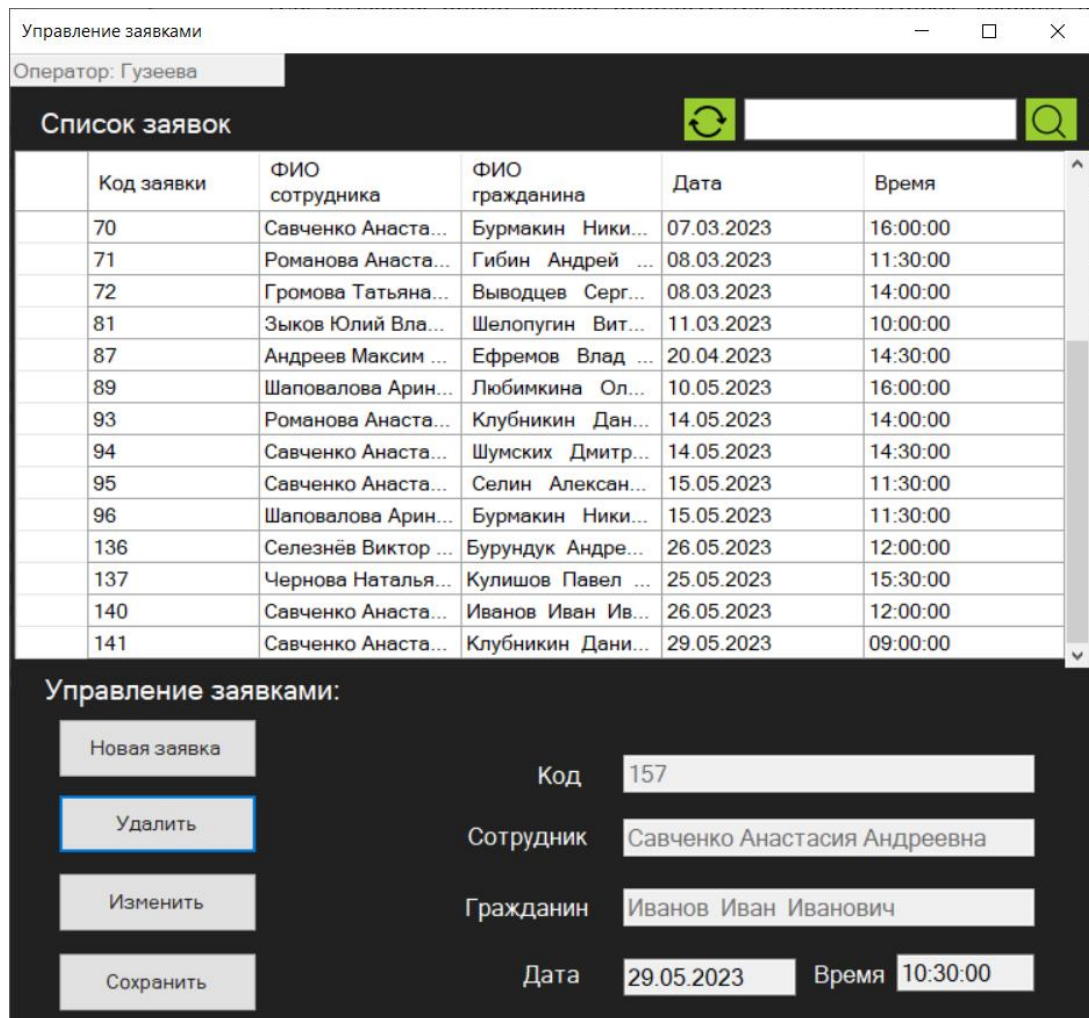 Управление заявками
Оператор: Гузеева
Список заявок
Код заявки ФИО сотрудника ФИО гражданина Дата Время
70 Савченко Анаста... Бурмакин Ники... 07.03.2023 16:00:00
71 Романова Анаста... Гибин Андрей ... 08.03.2023 11:30:00
72 Громова Татьяна... Выводцев Серг... 08.03.2023 14:00:00
81 Зыков Юлий Вла... Шелопугин Вит... 11.03.2023 10:00:00
87 Андреев Максим ... Ефремов Влад ... 20.04.2023 14:30:00
89 Шаповалова Арин... Любимкина Ол... 10.05.2023 16:00:00
93 Романова Анаста... Клубникин Дан... 14.05.2023 14:00:00
94 Савченко Анаста... Шумских Дмитр... 14.05.2023 14:30:00
95 Савченко Анаста... Селин Алексан... 15.05.2023 11:30:00
96 Шаповалова Арин... Бурмакин Ники... 15.05.2023 11:30:00
136 Селезнёв Виктор ... Бурундук Андре... 26.05.2023 12:00:00
137 Чернова Наталья... Кулишов Павел ... 25.05.2023 15:30:00
140 Савченко Анаста... Иванов Иван Ив... 26.05.2023 12:00:00
141 Савченко Анаста... Клубникин Дани... 29.05.2023 09:00:00
Управление заявками:
Новая заявка
Код 157
Удалить
Сотрудник Савченко Анастасия Андреевна
Изменить
Гражданин Иванов Иван Иванович
Сохранить
Дата 29.05.2023 Время 10:30:00